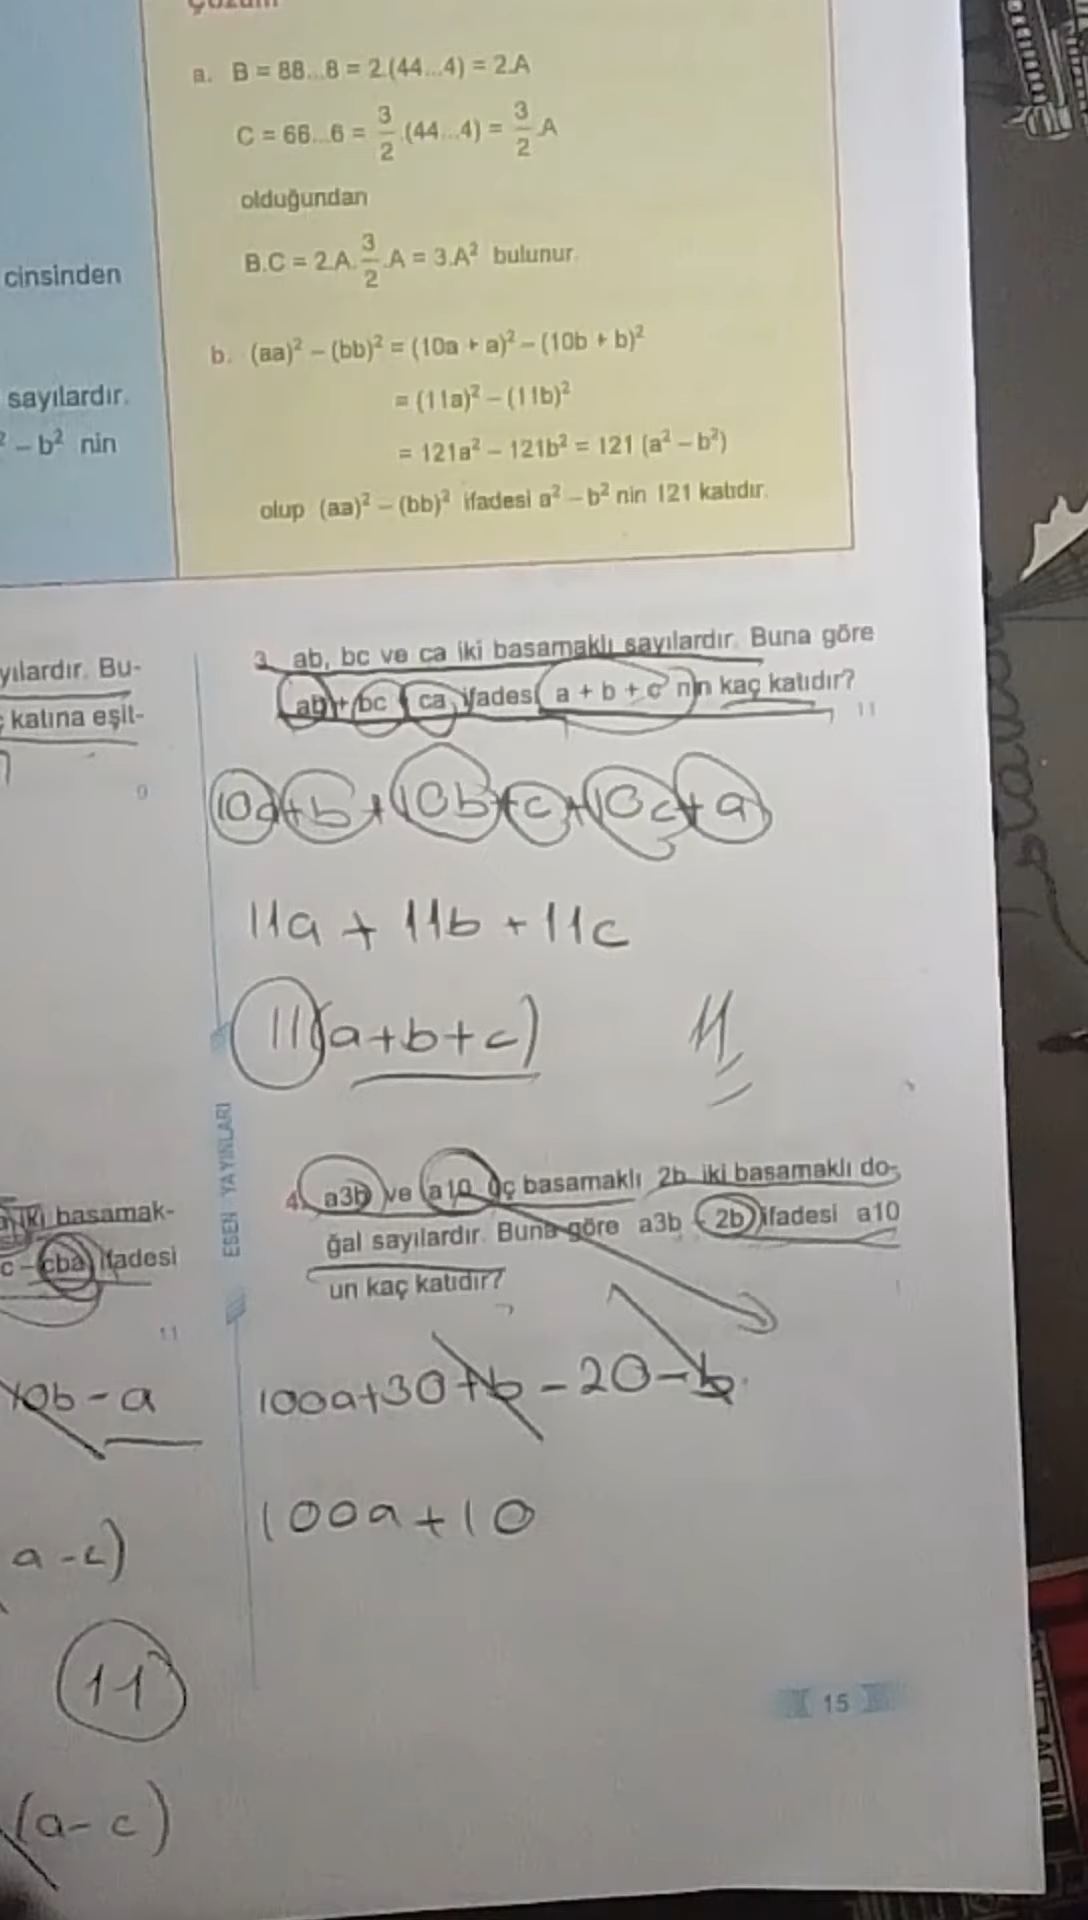 Çözüm
a. B = 88...8 = 2.(44...4) = 2.A
C = 66...6 = 3/2 .(44...4) = 3/2 .A
olduğundan
B.C = 2.A. 3/2 .A = 3.A² bulunur.
b. (aa)² – (bb)² = (10a + a)² – (10b + b)²
= (11a)² – (11b)²
= 121a² – 121b² = 121 (a² – b²)
olup (aa)² – (bb)² ifadesi a² – b² nin 121 katıdır.
cinsinden
sayılardır.
² – b² nin
yılardır. Bu-
katına eşit-
9
basamak-
c – cba ifadesi
11
10b - a
a - c)
11
(a - c)
3. ab, bc ve ca iki basamaklı sayılardır. Buna göre
ab + bc + ca ifadesi a + b + c nin kaç katıdır?
11
10a+b+10b+c+10c+a
11a + 11b + 11c
11(a+b+c)
11
ESEN YAYINLARI
4. a3b ve a10 üç basamaklı 2b iki basamaklı do-
ğal sayılardır. Buna göre a3b – 2b ifadesi a10
un kaç katıdır?
1
100a+30+b-20-b
100a+10
15